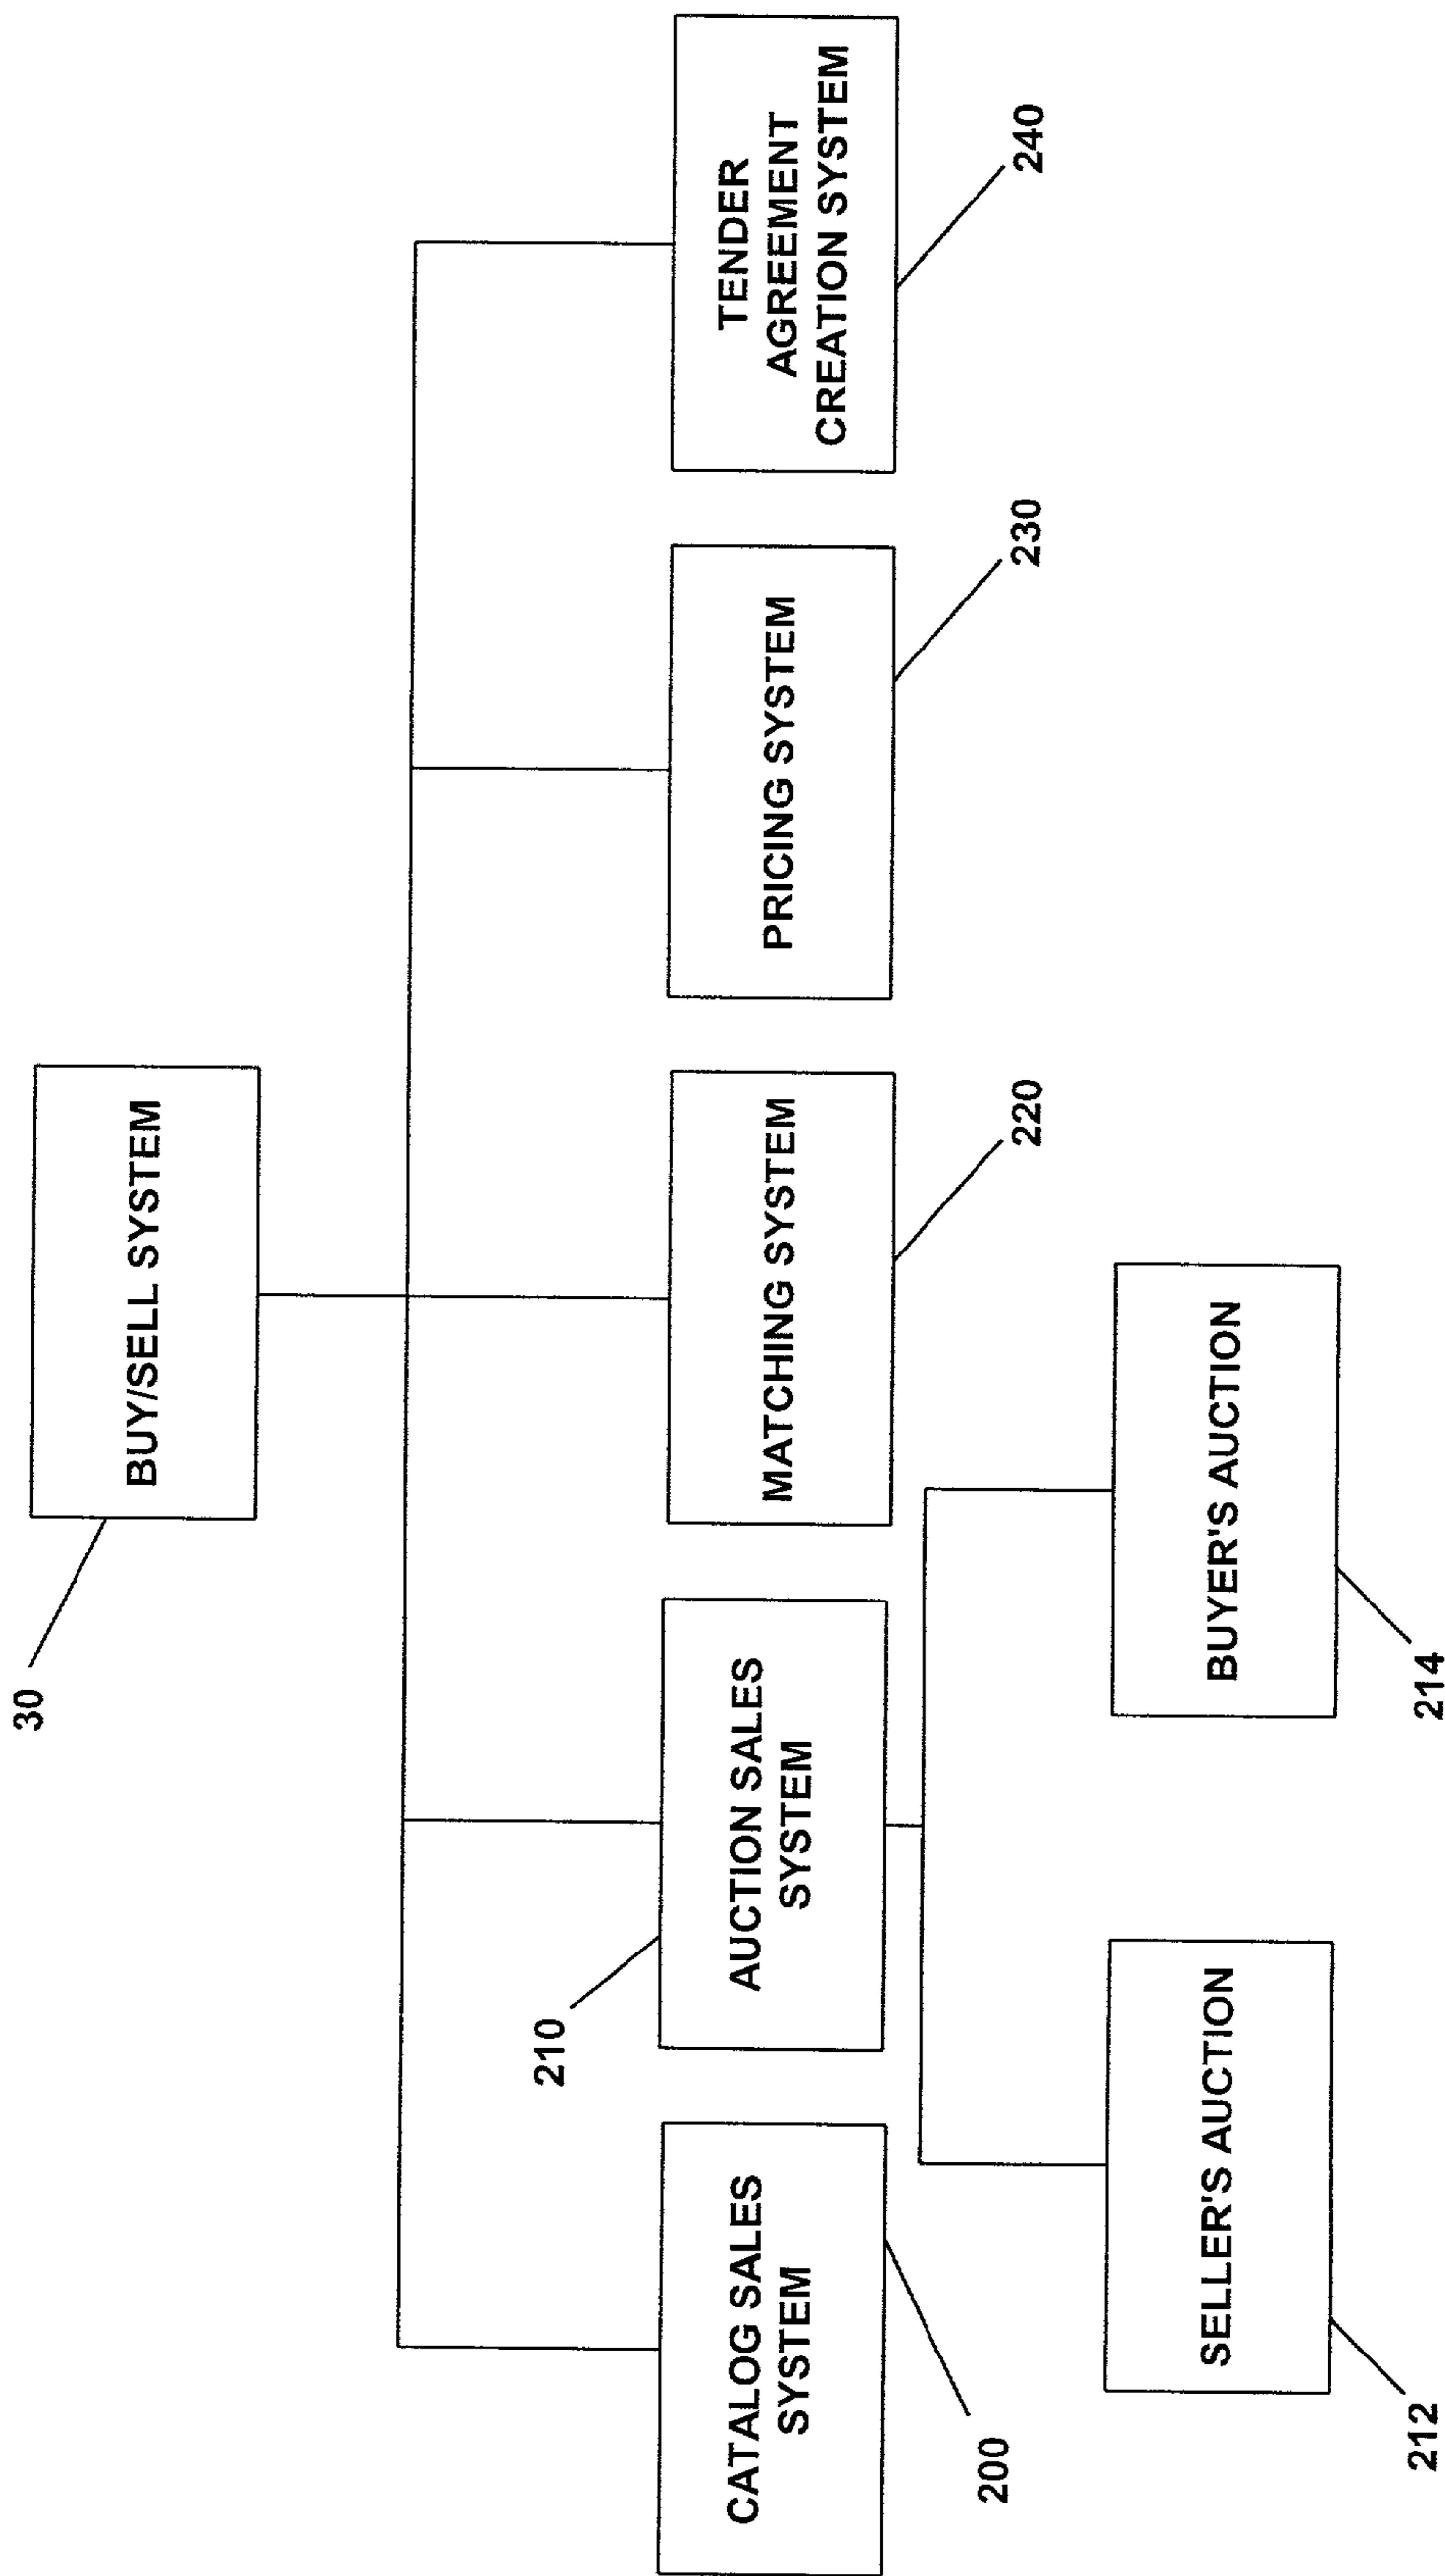 30
BUY/SELL SYSTEM
CATALOG SALES
SYSTEM
200
210
AUCTION SALES
SYSTEM
MATCHING SYSTEM
220
PRICING SYSTEM
230
TENDER
AGREEMENT
CREATION SYSTEM
240
SELLER'S AUCTION
212
BUYER'S AUCTION
214